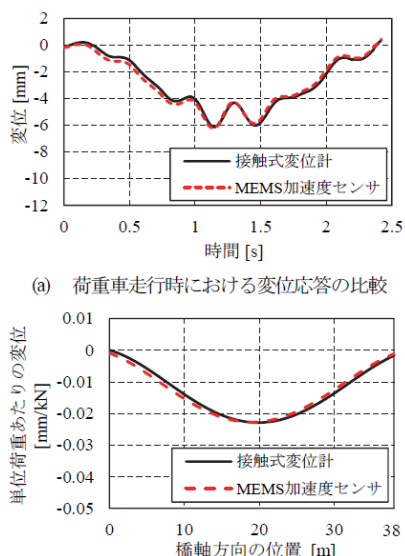 2
0
-2
-4
-6
-8
-10
-12
変位 [mm]
接触式変位計
MEMS加速度センサ
0 0.5 1 1.5 2 2.5
時間 [s]
(a) 荷重車走行時における変位応答の比較
0.01
0
-0.01
-0.02
-0.03
-0.04
-0.05
単位荷重あたりの変位
[mm/kN]
接触式変位計
MEMS加速度センサ
0 10 20 30 38
橋軸方向の位置 [m]